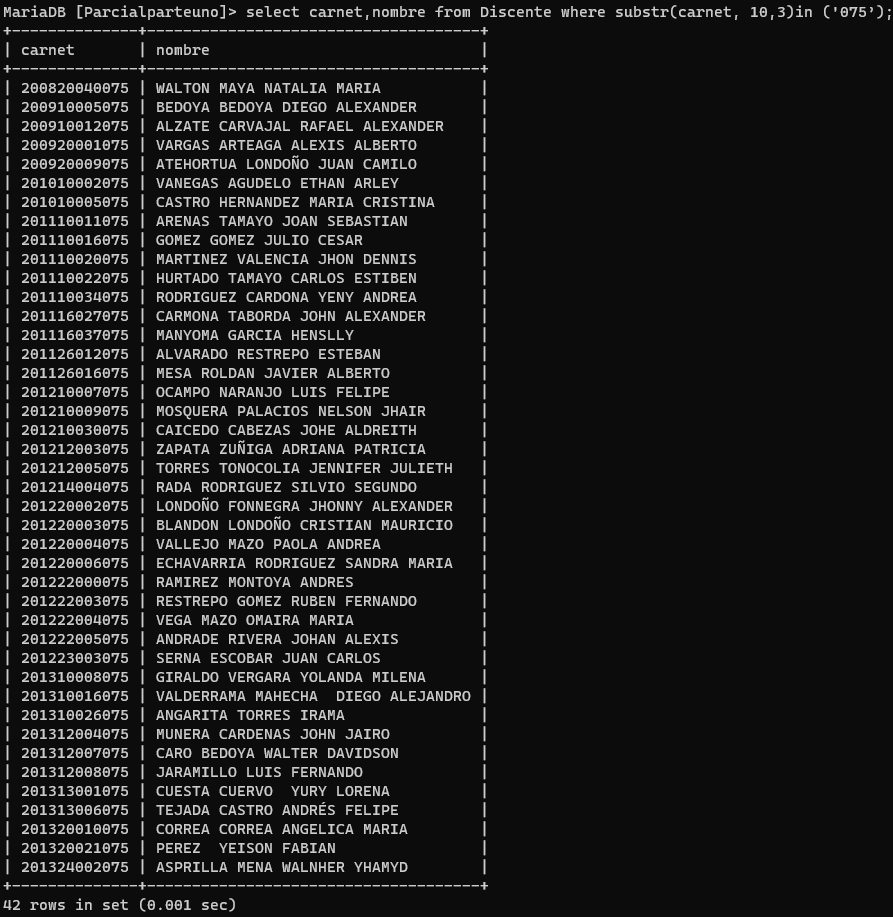 MariaDB [Parcialparteuno]> select carnet,nombre from Discente where substr(carnet, 10,3)in ('075');
+--------------+-------------------------------------+
| carnet       | nombre                              |
+--------------+-------------------------------------+
| 200820040075 | WALTON MAYA NATALIA MARIA           |
| 200910005075 | BEDOYA BEDOYA DIEGO ALEXANDER       |
| 200910012075 | ALZATE CARVAJAL RAFAEL ALEXANDER    |
| 200920001075 | VARGAS ARTEAGA ALEXIS ALBERTO       |
| 200920009075 | ATEHORTUA LONDOÑO JUAN CAMILO       |
| 201010002075 | VANEGAS AGUDELO ETHAN ARLEY         |
| 201010005075 | CASTRO HERNANDEZ MARIA CRISTINA     |
| 201110011075 | ARENAS TAMAYO JOAN SEBASTIAN        |
| 201110016075 | GOMEZ GOMEZ JULIO CESAR             |
| 201110020075 | MARTINEZ VALENCIA JHON DENNIS       |
| 201110022075 | HURTADO TAMAYO CARLOS ESTIBEN       |
| 201110034075 | RODRIGUEZ CARDONA YENY ANDREA       |
| 201116027075 | CARMONA TABORDA JOHN ALEXANDER      |
| 201116037075 | MANYOMA GARCIA HENSLLY              |
| 201126012075 | ALVARADO RESTREPO ESTEBAN           |
| 201126016075 | MESA ROLDAN JAVIER ALBERTO          |
| 201210007075 | OCAMPO NARANJO LUIS FELIPE          |
| 201210009075 | MOSQUERA PALACIOS NELSON JHAIR      |
| 201210030075 | CAICEDO CABEZAS JOHE ALDREITH       |
| 201212003075 | ZAPATA ZUÑIGA ADRIANA PATRICIA      |
| 201212005075 | TORRES TONOCOLIA JENNIFER JULIETH   |
| 201214004075 | RADA RODRIGUEZ SILVIO SEGUNDO       |
| 201220002075 | LONDOÑO FONNEGRA JHONNY ALEXANDER   |
| 201220003075 | BLANDON LONDOÑO CRISTIAN MAURICIO   |
| 201220004075 | VALLEJO MAZO PAOLA ANDREA           |
| 201220006075 | ECHAVARRIA RODRIGUEZ SANDRA MARIA   |
| 201222000075 | RAMIREZ MONTOYA ANDRES              |
| 201222003075 | RESTREPO GOMEZ RUBEN FERNANDO       |
| 201222004075 | VEGA MAZO OMAIRA MARIA              |
| 201222005075 | ANDRADE RIVERA JOHAN ALEXIS         |
| 201223003075 | SERNA ESCOBAR JUAN CARLOS           |
| 201310008075 | GIRALDO VERGARA YOLANDA MILENA      |
| 201310016075 | VALDERRAMA MAHECHA  DIEGO ALEJANDRO |
| 201310026075 | ANGARITA TORRES IRAMA               |
| 201312004075 | MUNERA CARDENAS JOHN JAIRO          |
| 201312007075 | CARO BEDOYA WALTER DAVIDSON         |
| 201312008075 | JARAMILLO LUIS FERNANDO             |
| 201313001075 | CUESTA CUERVO  YURY LORENA          |
| 201313006075 | TEJADA CASTRO ANDRÉS FELIPE         |
| 201320010075 | CORREA CORREA ANGELICA MARIA        |
| 201320021075 | PEREZ  YEISON FABIAN                |
| 201324002075 | ASPRILLA MENA WALNHER YHAMYD        |
+--------------+-------------------------------------+
42 rows in set (0.001 sec)